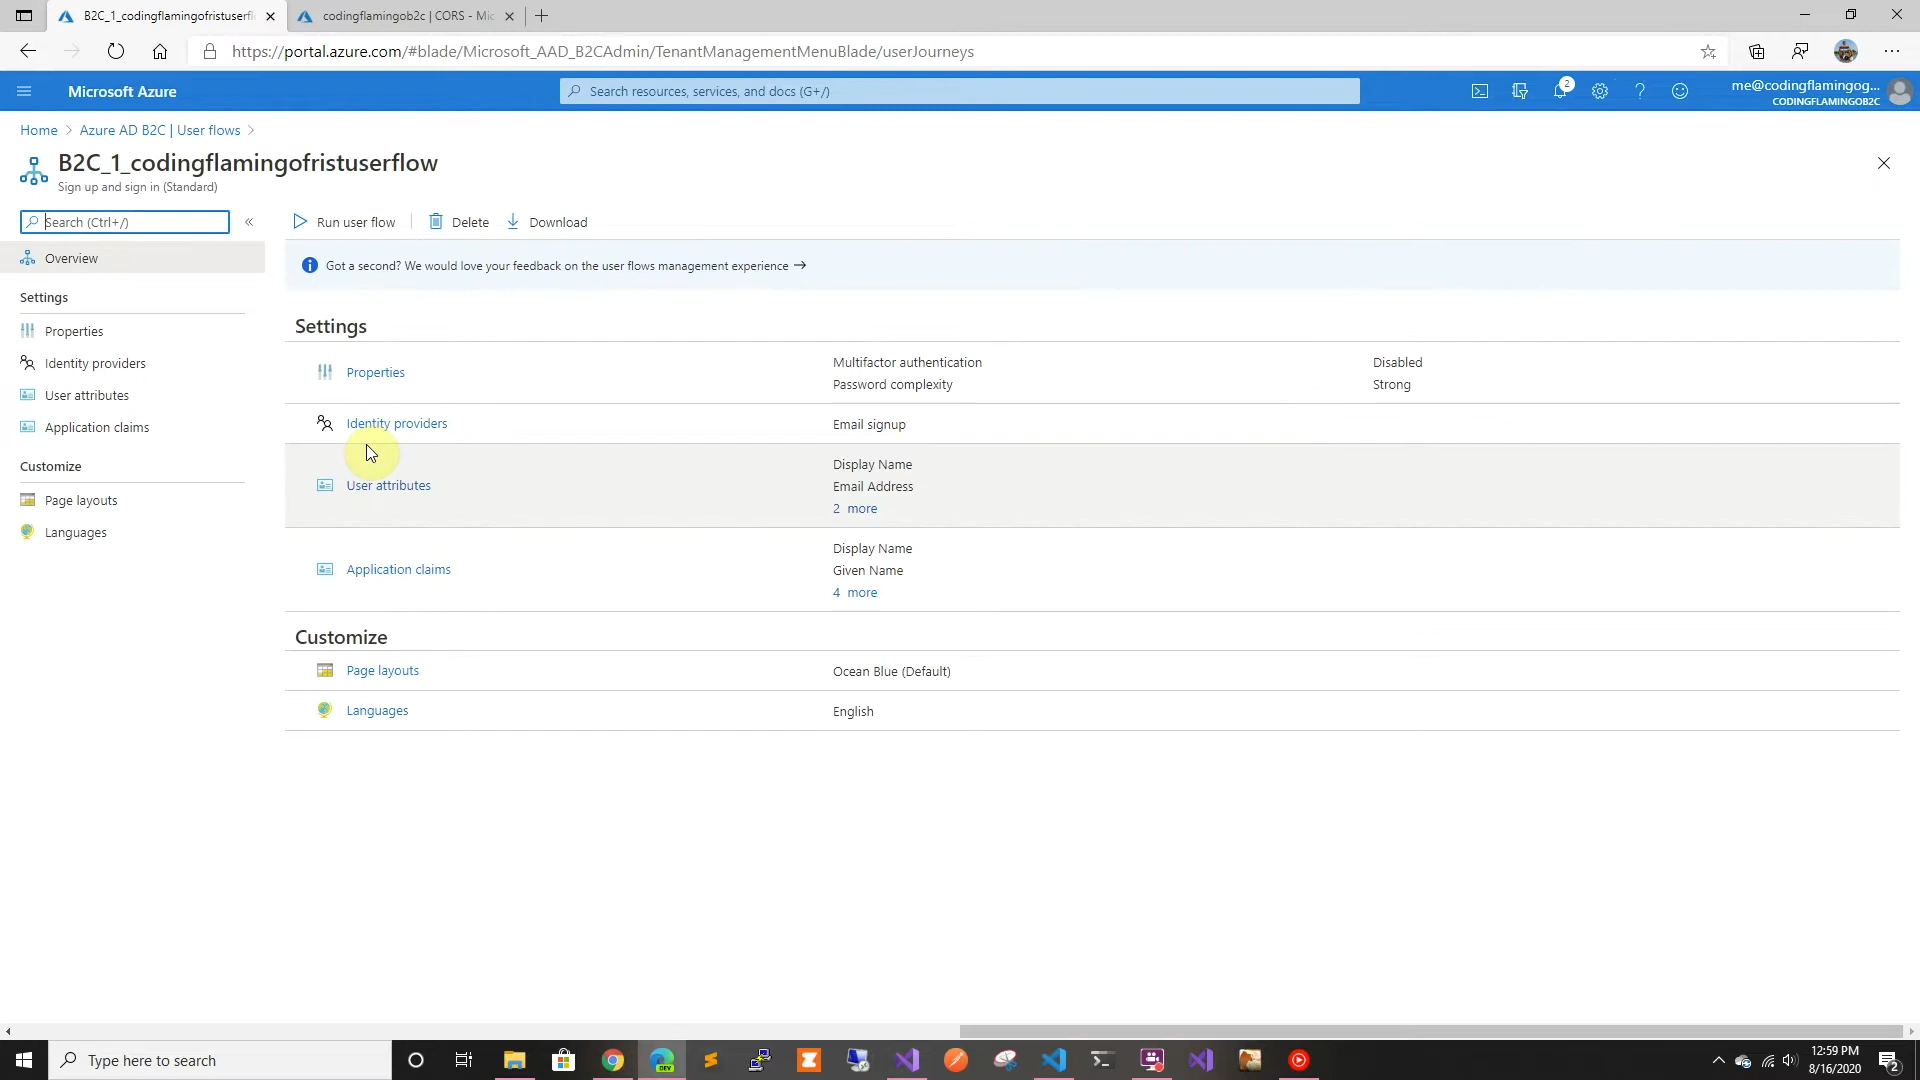 B2C_1_codingflamingofristuserfl
codingflamingob2c | CORS - Mic
https://portal.azure.com/#blade/Microsoft_AAD_B2CAdmin/TenantManagementMenuBlade/userJourneys
Microsoft Azure
Search resources, services, and docs (G+/)
2
me@codingflamingog...
CODINGFLAMINGOB2C
Home > Azure AD B2C | User flows >
B2C_1_codingflamingofristuserflow
Sign up and sign in (Standard)
Search (Ctrl+/)
«
Run user flow
Delete
Download
Overview
Got a second? We would love your feedback on the user flows management experience →
Settings
Properties
Identity providers
User attributes
Application claims
Customize
Page layouts
Languages
Settings
Properties
Multifactor authentication
Disabled
Password complexity
Strong
Identity providers
Email signup
User attributes
Display Name
Email Address
2 more
Application claims
Display Name
Given Name
4 more
Customize
Page layouts
Ocean Blue (Default)
Languages
English
Type here to search
DEV
12:59 PM
8/16/2020
2